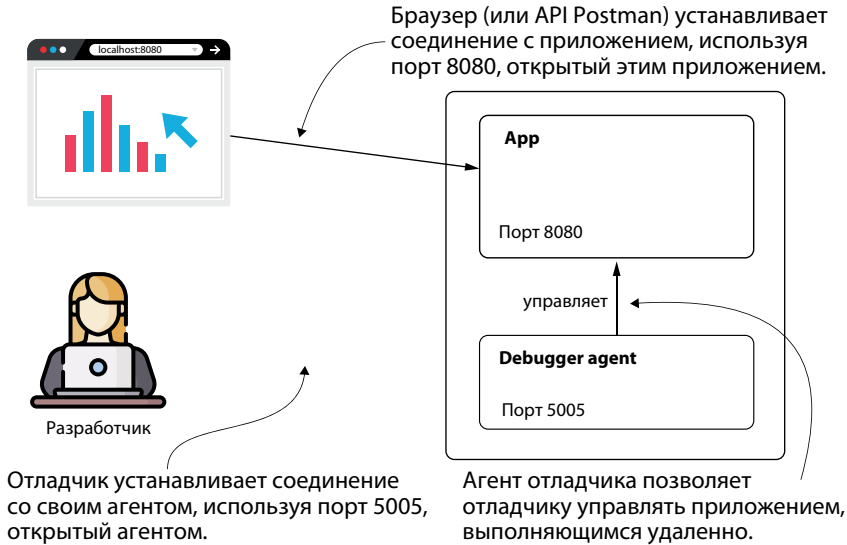 Браузер (или API Postman) устанавливает
соединение с приложением, используя
порт 8080, открытый этим приложением.
localhost:8080
App
Порт 8080
управляет
Debugger agent
Порт 5005
Разработчик
Отладчик устанавливает соединение
со своим агентом, используя порт 5005,
открытый агентом.
Агент отладчика позволяет
отладчику управлять приложением,
выполняющимся удаленно.